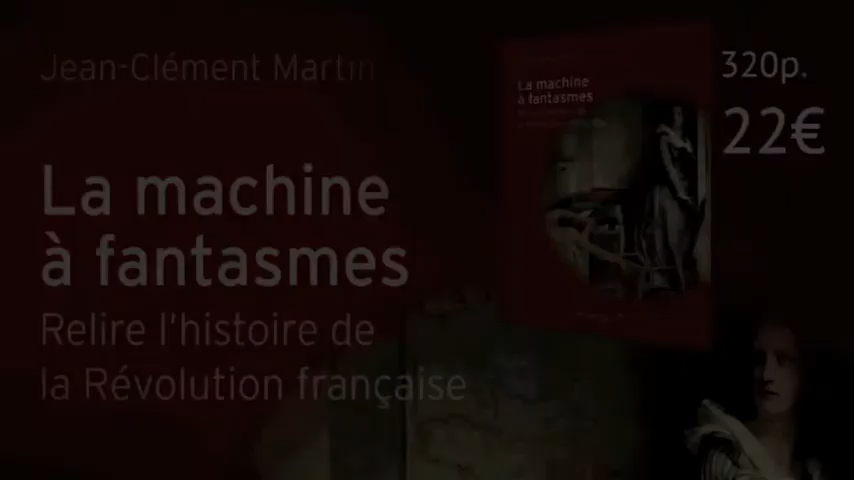 Jean-Clément Martin
La machine
à fantasmes
Relire l'histoire de
la Révolution française
La machine
à fantasmes
320p.
22€